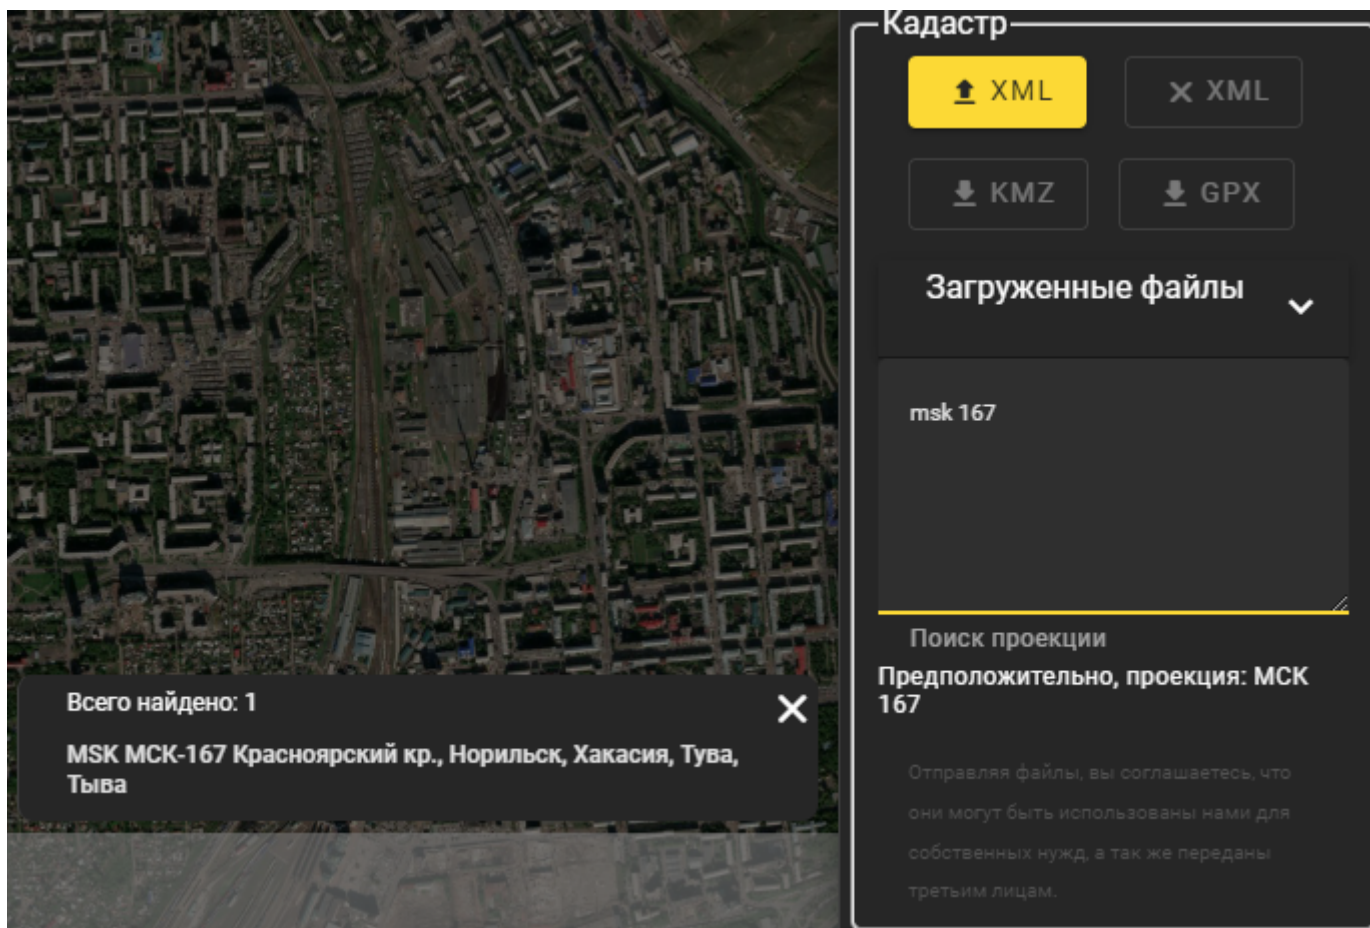 Кадастр
XML
XML
KMZ
GPX
Загруженные файлы
msk 167
Поиск проекции
Предположительно, проекция: МСК
167
Отправляя файлы, вы соглашаетесь, что
они могут быть использованы нами для
собственных нужд, а так же переданы
третьим лицам.
Всего найдено: 1
MSK МСК-167 Красноярский кр., Норильск, Хакасия, Тува,
Тыва